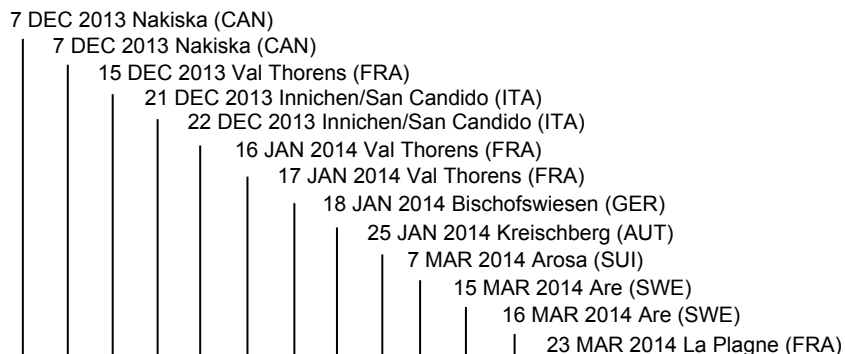 7 DEC 2013 Nakiska (CAN)
7 DEC 2013 Nakiska (CAN)
15 DEC 2013 Val Thorens (FRA)
21 DEC 2013 Innichen/San Candido (ITA)
22 DEC 2013 Innichen/San Candido (ITA)
16 JAN 2014 Val Thorens (FRA)
17 JAN 2014 Val Thorens (FRA)
18 JAN 2014 Bischofswiesen (GER)
25 JAN 2014 Kreischberg (AUT)
7 MAR 2014 Arosa (SUI)
15 MAR 2014 Are (SWE)
16 MAR 2014 Are (SWE)
23 MAR 2014 La Plagne (FRA)